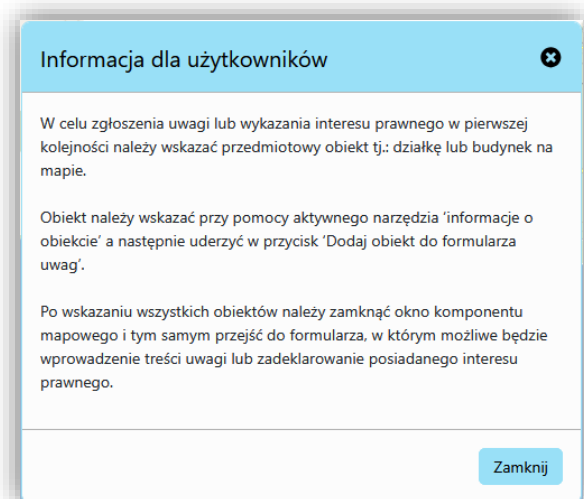 Informacja dla użytkowników
W celu zgłoszenia uwagi lub wykazania interesu prawnego w pierwszej
kolejności należy wskazać przedmiotowy obiekt tj.: działkę lub budynek na
mapie.
Obiekt należy wskazać przy pomocy aktywnego narzędzia 'informacje o
obiekcie' a następnie uderzyć w przycisk 'Dodaj obiekt do formularza
uwag'.
Po wskazaniu wszystkich obiektów należy zamknąć okno komponentu
mapowego i tym samym przejść do formularza, w którym możliwe będzie
wprowadzenie treści uwagi lub zadeklarowanie posiadanego interesu
prawnego.
Zamknij